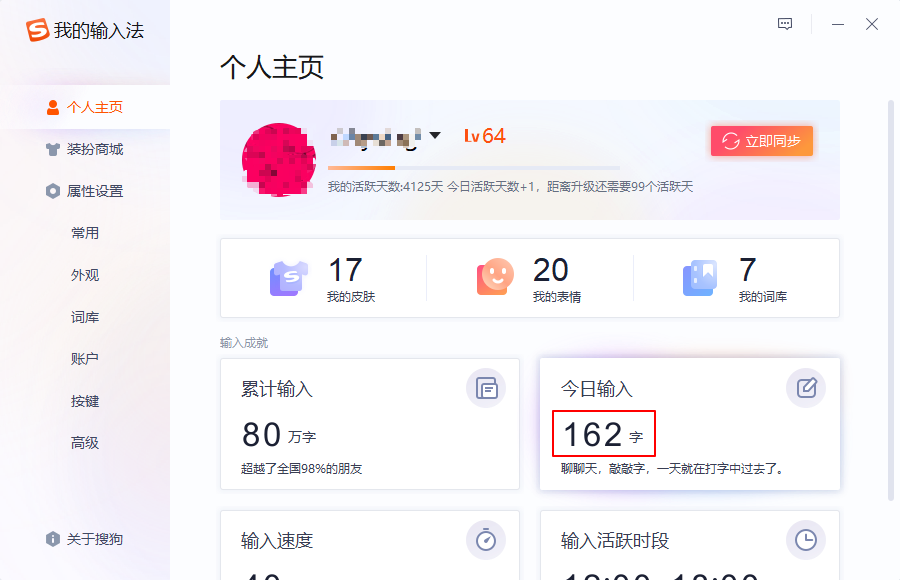 我的输入法
个人主页
装扮商城
属性设置
常用
外观
词库
账户
按键
高级
关于搜狗
个人主页
Lv 64
立即同步
我的活跃天数:4125天 今日活跃天数+1，距离升级还需要99个活跃天
17
我的皮肤
20
我的表情
7
我的词库
输入成就
累计输入
80 万字
超越了全国98%的朋友
今日输入
162 字
聊聊天，敲敲字，一天就在打字中过去了。
输入速度
输入活跃时段